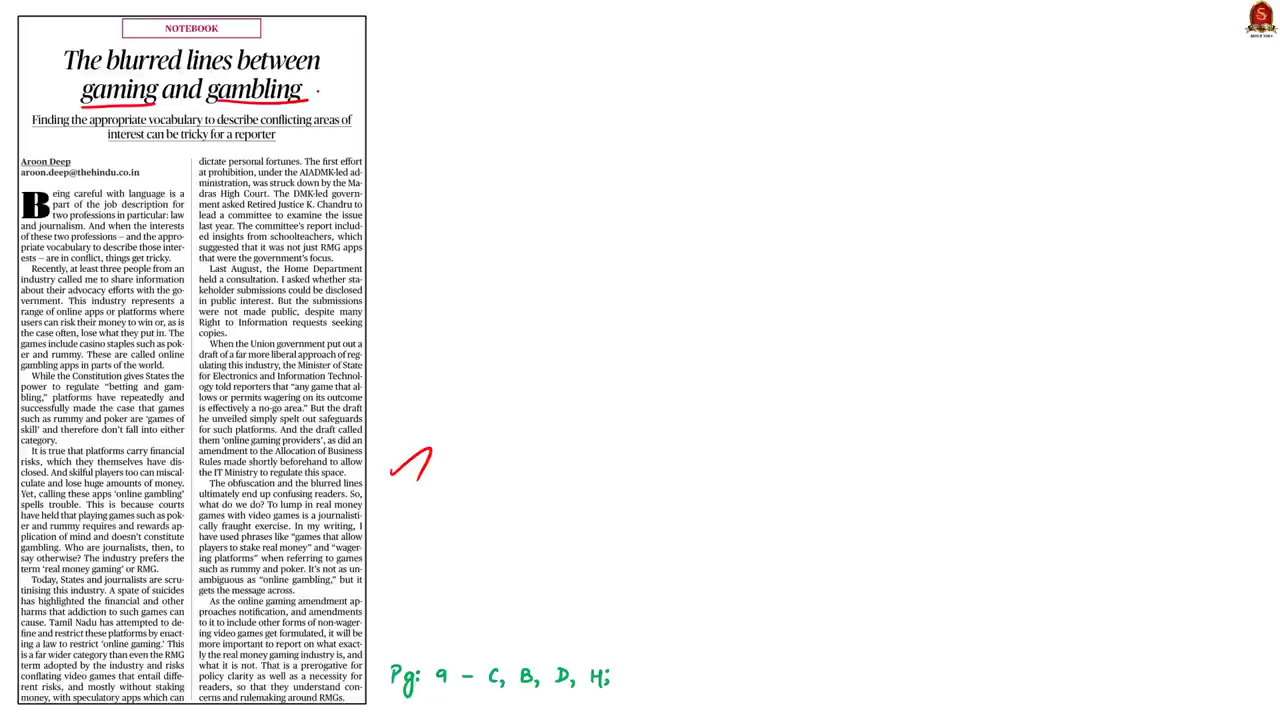 NOTEBOOK
The blurred lines between
gaming and gambling
Finding the appropriate vocabulary to describe conflicting areas of
interest can be tricky for a reporter
Aroon Deep
aroon.deep@thehindu.co.in
Being careful with language is a
part of the job description for
two professions in particular: law
and journalism. And when the interests
of these two professions – and the appro-
priate vocabulary to describe those inter-
ests – are in conflict, things get tricky.
Recently, at least three people from an
industry called me to share information
about their advocacy efforts with the go-
vernment. This industry represents a
range of online apps or platforms where
users can risk their money to win or, as is
the case often, lose what they put in. The
games include casino staples such as pok-
er and rummy. These are called online
gambling apps in parts of the world.
While the Constitution gives States the
power to regulate “betting and gam-
bling,” platforms have repeatedly and
successfully made the case that games
such as rummy and poker are ‘games of
skill’ and therefore don’t fall into either
category.
It is true that platforms carry financial
risks, which they themselves have dis-
closed. And skilful players too can miscal-
culate and lose huge amounts of money.
Yet, calling these apps ‘online gambling’
spells trouble. This is because courts
have held that playing games such as pok-
er and rummy requires and rewards ap-
plication of mind and doesn’t constitute
gambling. Who are journalists, then, to
say otherwise? The industry prefers the
term ‘real money gaming’ or RMG.
Today, States and journalists are scru-
tinising this industry. A spate of suicides
has highlighted the financial and other
harms that addiction to such games can
cause. Tamil Nadu has attempted to de-
fine and restrict these platforms by enact-
ing a law to restrict ‘online gaming.’ This
is a far wider category than even the RMG
term adopted by the industry and risks
conflating video games that entail diffe-
rent risks, and mostly without staking
money, with speculatory apps which can
dictate personal fortunes. The first effort
at prohibition, under the AIADMK-led ad-
ministration, was struck down by the Ma-
dras High Court. The DMK-led govern-
ment asked Retired Justice K. Chandru to
lead a committee to examine the issue
last year. The committee’s report includ-
ed insights from schoolteachers, which
suggested that it was not just RMG apps
that were the government’s focus.
Last August, the Home Department
held a consultation. I asked whether sta-
keholder submissions could be disclosed
in public interest. But the submissions
were not made public, despite many
Right to Information requests seeking
copies.
When the Union government put out a
draft of a far more liberal approach of reg-
ulating this industry, the Minister of State
for Electronics and Information Technol-
ogy told reporters that “any game that al-
lows or permits wagering on its outcome
is effectively a no-go area.” But the draft
he unveiled simply spelt out safeguards
for such platforms. And the draft called
them ‘online gaming providers’, as did an
amendment to the Allocation of Business
Rules made shortly beforehand to allow
the IT Ministry to regulate this space.
The obfuscation and the blurred lines
ultimately end up confusing readers. So,
what do we do? To lump in real money
games with video games is a journalisti-
cally fraught exercise. In my writing, I
have used phrases like “games that allow
players to stake real money” and “wager-
ing platforms” when referring to games
such as rummy and poker. It’s not as un-
ambiguous as “online gambling,” but it
gets the message across.
As the online gaming amendment ap-
proaches notification, and amendments
to it to include other forms of non-wager-
ing video games get formulated, it will be
more important to report on what exact-
ly the real money gaming industry is, and
what it is not. That is a prerogative for
policy clarity as well as a necessity for
readers, so that they understand con-
cerns and rulemaking around RMGs.
Pg: 9 – C, B, D, H;
S
SINCE 2004